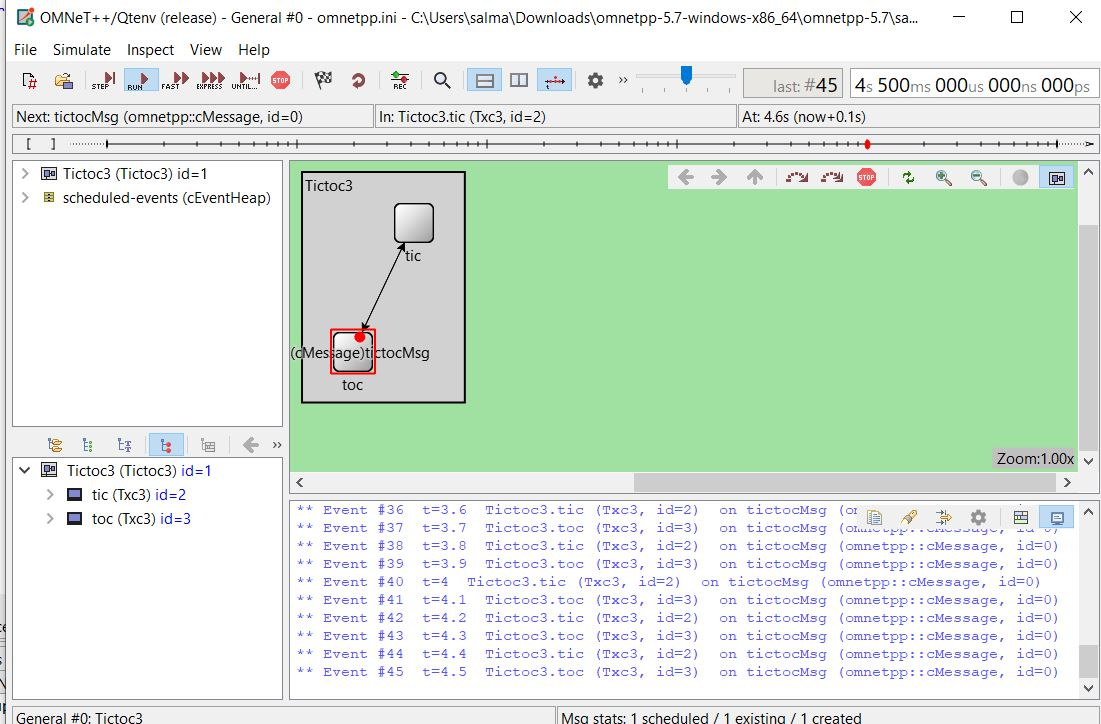 OMNeT++/Qtenv (release) - General #0 - omnetpp.ini - C:\Users\salma\Downloads\omnetpp-5.7-windows-x86_64\omnetpp-5.7\sa...
File Simulate Inspect View Help
STEP RUN FAST EXPRESS UNTIL... STOP REC last: #45 4s 500ms 000us 000ns 000ps
Next: tictocMsg (omnetpp::cMessage, id=0) In: Tictoc3.tic (Txc3, id=2) At: 4.6s (now+0.1s)
[ ]
Tictoc3 (Tictoc3) id=1
scheduled-events (cEventHeap)
STOP
Tictoc3
tic
(cMessage)tictocMsg
toc
Zoom:1.00x
Tictoc3 (Tictoc3) id=1
tic (Txc3) id=2
toc (Txc3) id=3
** Event #36 t=3.6 Tictoc3.tic (Txc3, id=2) on tictocMsg (om
** Event #37 t=3.7 Tictoc3.toc (Txc3, id=3) on tictocMsg (omnetpp::cMessage, id=0)
** Event #38 t=3.8 Tictoc3.tic (Txc3, id=2) on tictocMsg (omnetpp::cMessage, id=0)
** Event #39 t=3.9 Tictoc3.toc (Txc3, id=3) on tictocMsg (omnetpp::cMessage, id=0)
** Event #40 t=4 Tictoc3.tic (Txc3, id=2) on tictocMsg (omnetpp::cMessage, id=0)
** Event #41 t=4.1 Tictoc3.toc (Txc3, id=3) on tictocMsg (omnetpp::cMessage, id=0)
** Event #42 t=4.2 Tictoc3.tic (Txc3, id=2) on tictocMsg (omnetpp::cMessage, id=0)
** Event #43 t=4.3 Tictoc3.toc (Txc3, id=3) on tictocMsg (omnetpp::cMessage, id=0)
** Event #44 t=4.4 Tictoc3.tic (Txc3, id=2) on tictocMsg (omnetpp::cMessage, id=0)
** Event #45 t=4.5 Tictoc3.toc (Txc3, id=3) on tictocMsg (omnetpp::cMessage, id=0)
General #0: Tictoc3 Msg stats: 1 scheduled / 1 existing / 1 created